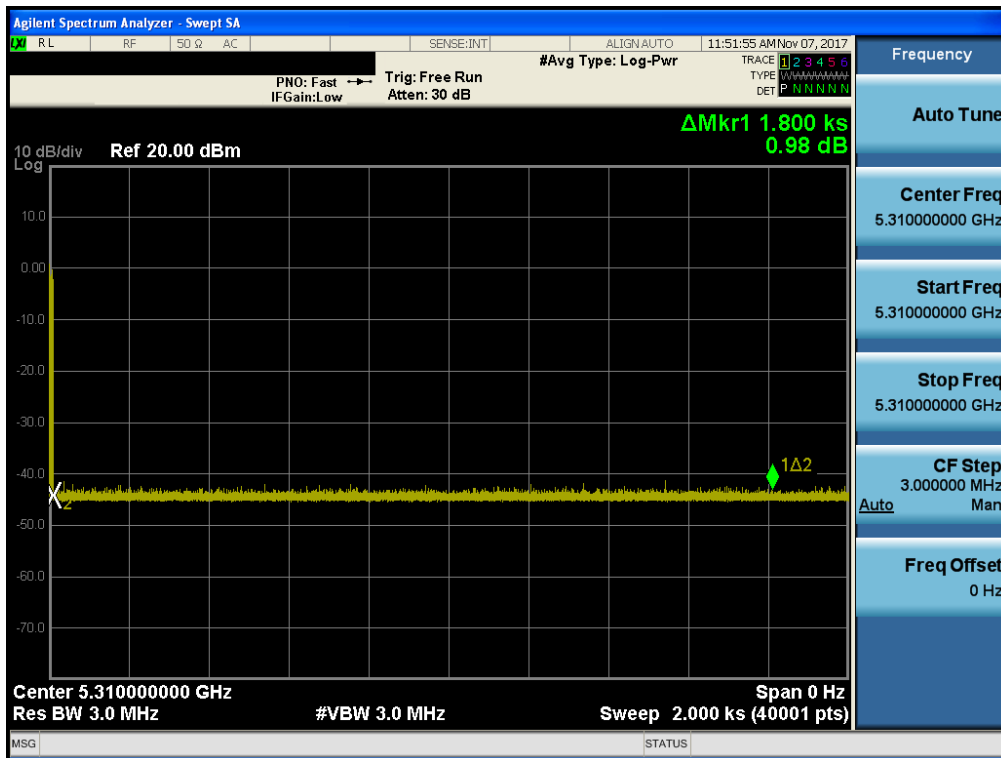 Agilent Spectrum Analyzer - Swept SA
LXI RL RF 50 Ω AC SENSE:INT ALIGN AUTO 11:51:55 AM Nov 07, 2017
PNO: Fast
IFGain:Low
Trig: Free Run
Atten: 30 dB
#Avg Type: Log-Pwr
TRACE 1 2 3 4 5 6
TYPE
DET P N N N N N
ΔMkr1 1.800 ks
0.98 dB
10 dB/div
Log
Ref 20.00 dBm
10.0
0.00
-10.0
-20.0
-30.0
-40.0
-50.0
-60.0
-70.0
1Δ2
X2
Center 5.310000000 GHz
Span 0 Hz
Res BW 3.0 MHz
#VBW 3.0 MHz
Sweep 2.000 ks (40001 pts)
MSG
STATUS
Frequency
Auto Tune
Center Freq
5.310000000 GHz
Start Freq
5.310000000 GHz
Stop Freq
5.310000000 GHz
CF Step
3.000000 MHz
Auto Man
Freq Offset
0 Hz